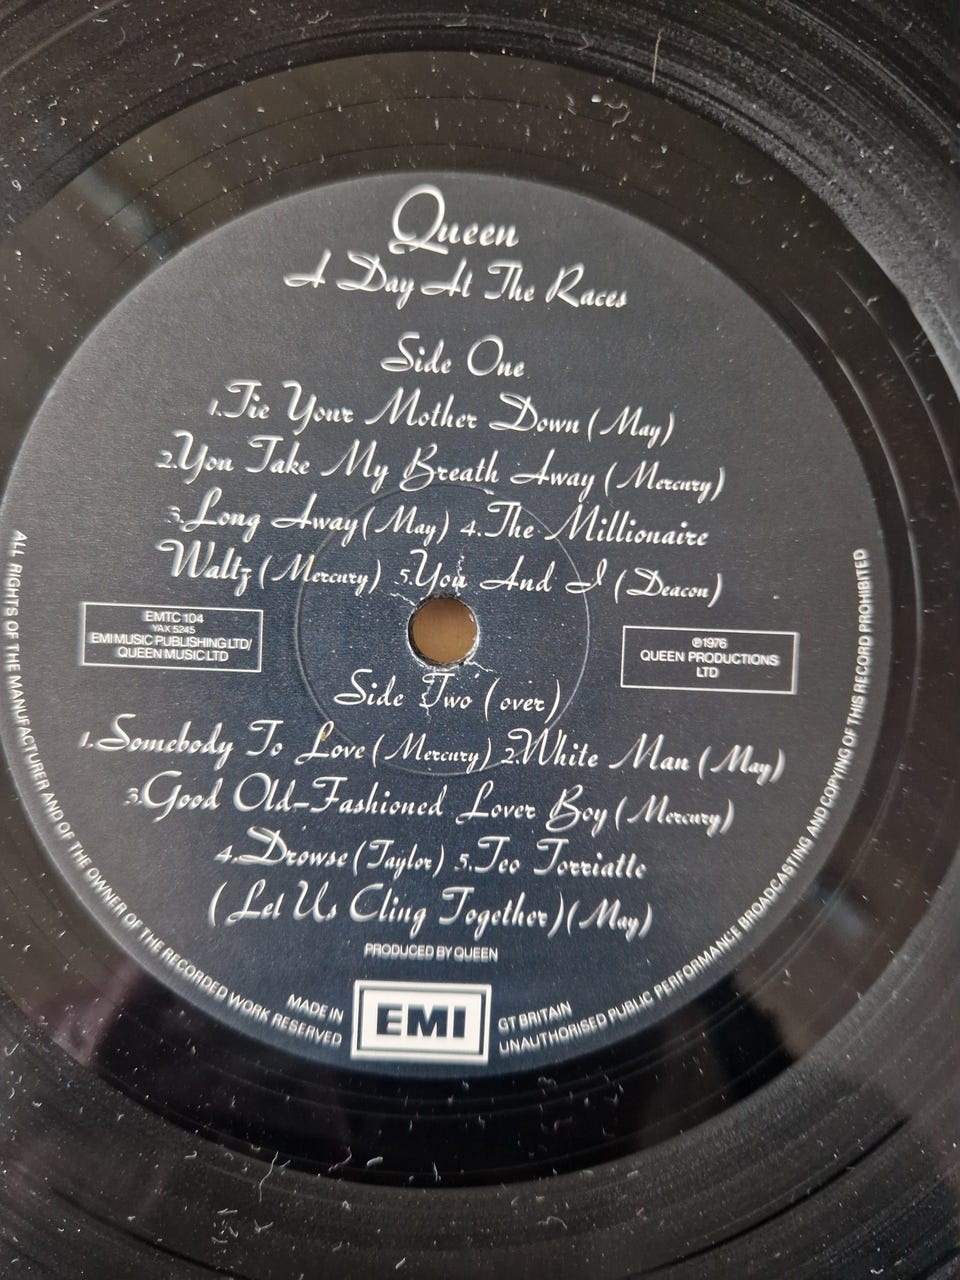 Queen
A Day At The Races
Side One
1.Tie Your Mother Down (May)
2.You Take My Breath Away (Mercury)
3.Long Away (May) 4.The Millionaire
Waltz (Mercury) 5.You And I (Deacon)
EMTC 104
YAX 5245
EMI MUSIC PUBLISHING LTD/
QUEEN MUSIC LTD
℗1976
QUEEN PRODUCTIONS
LTD
Side Two (over)
1.Somebody To Love (Mercury) 2.White Man (May)
3.Good Old-Fashioned Lover Boy (Mercury)
4.Drowse (Taylor) 5.Teo Torriatte
(Let Us Cling Together) (May)
PRODUCED BY QUEEN
MADE IN
EMI
GT BRITAIN
ALL RIGHTS OF THE MANUFACTURER AND OF THE OWNER OF THE RECORDED WORK RESERVED
UNAUTHORISED PUBLIC PERFORMANCE BROADCASTING AND COPYING OF THIS RECORD PROHIBITED